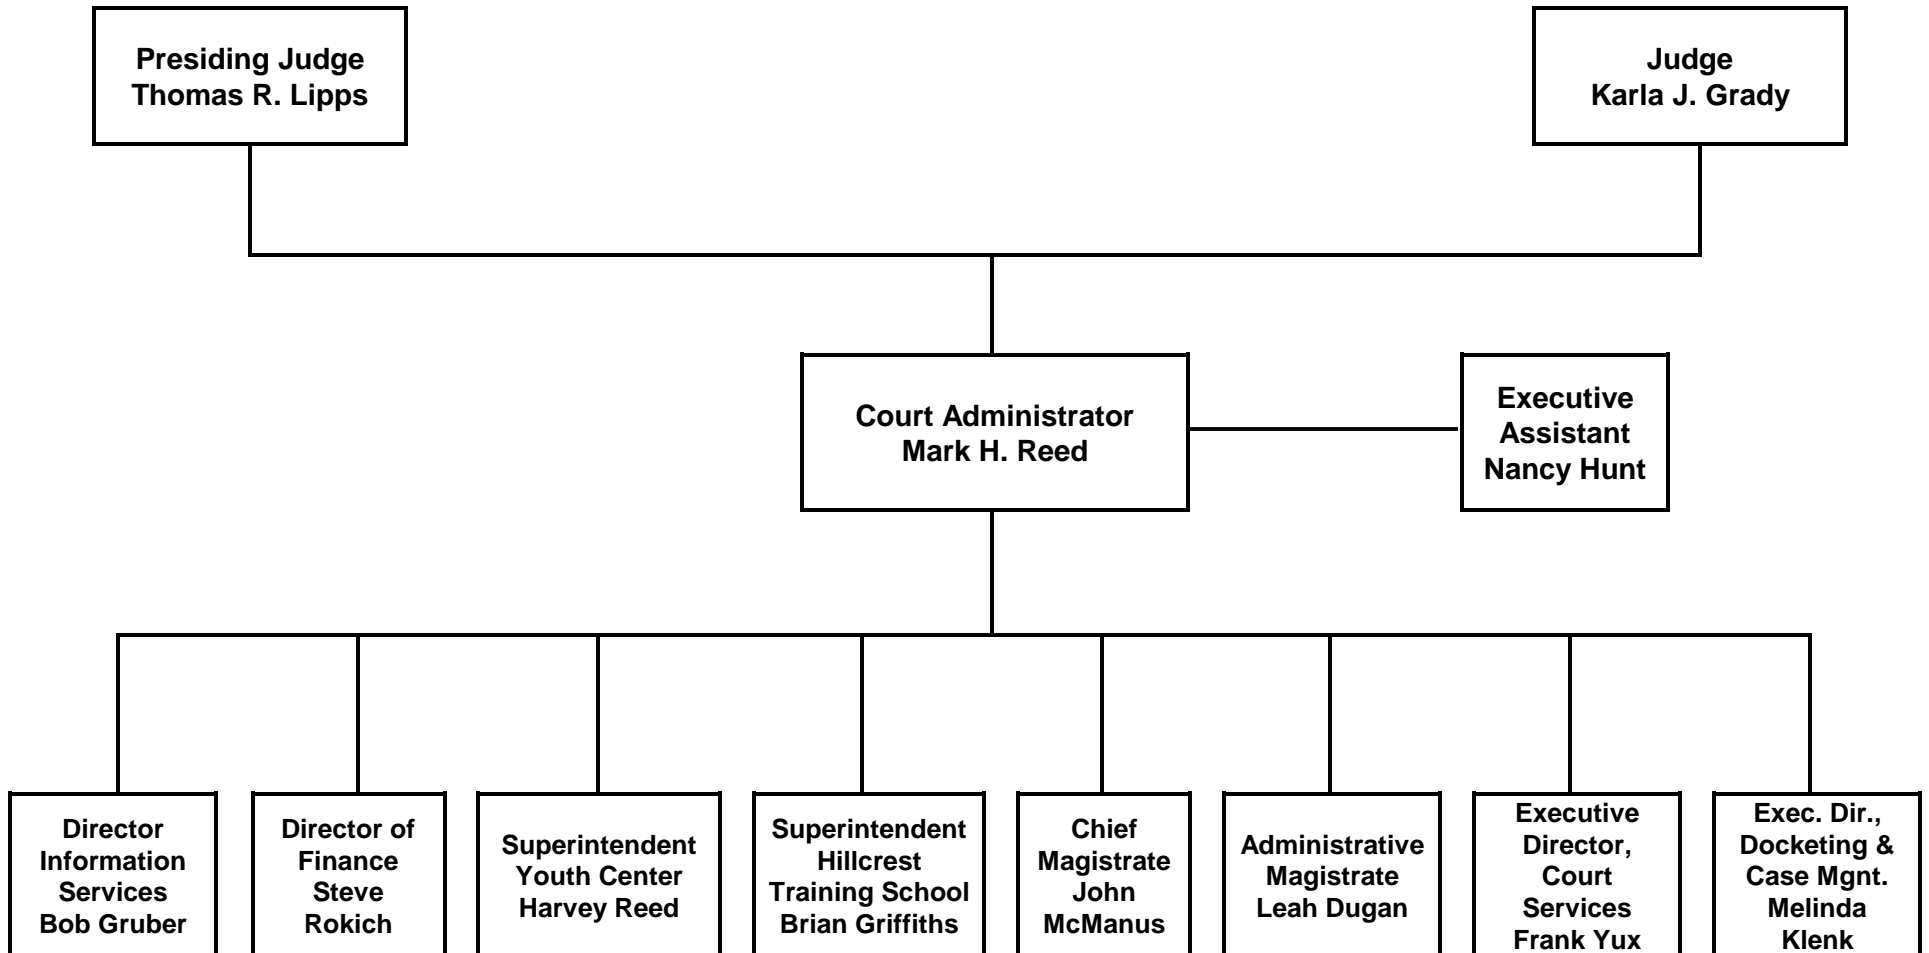 Presiding Judge
Thomas R. Lipps
Judge
Karla J. Grady
Court Administrator
Mark H. Reed
Executive
Assistant
Nancy Hunt
Director
Information
Services
Bob Gruber
Director of
Finance
Steve
Rokich
Superintendent
Youth Center
Harvey Reed
Superintendent
Hillcrest
Training School
Brian Griffiths
Chief
Magistrate
John
McManus
Administrative
Magistrate
Leah Dugan
Executive
Director,
Court
Services
Frank Yux
Exec. Dir.,
Docketing &
Case Mgnt.
Melinda
Klenk